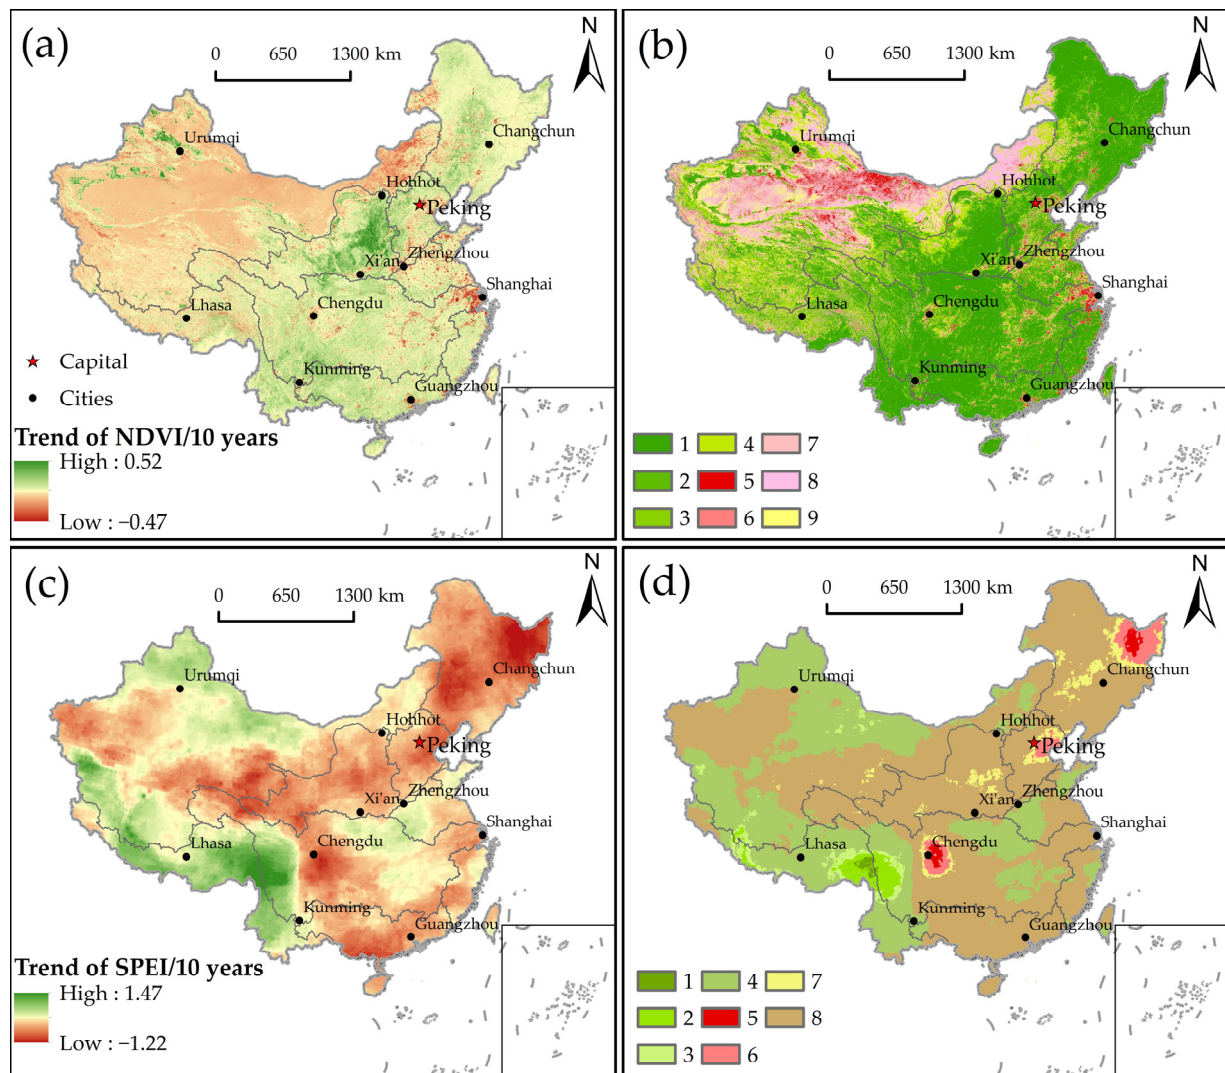 (a)
0 650 1300 km
N
Urumqi
Changchun
Hohhot
Peking
Xi'an
Zhengzhou
Shanghai
Lhasa
Chengdu
Kunming
Guangzhou
Capital
Cities
Trend of NDVI/10 years
High : 0.52
Low : −0.47
(b)
0 650 1300 km
N
Urumqi
Changchun
Hohhot
Peking
Xi'an
Zhengzhou
Shanghai
Lhasa
Chengdu
Kunming
Guangzhou
1 4 7
2 5 8
3 6 9
(c)
0 650 1300 km
N
Urumqi
Changchun
Hohhot
Peking
Xi'an
Zhengzhou
Shanghai
Lhasa
Chengdu
Kunming
Guangzhou
Trend of SPEI/10 years
High : 1.47
Low : −1.22
(d)
0 650 1300 km
N
Urumqi
Changchun
Hohhot
Peking
Xi'an
Zhengzhou
Shanghai
Lhasa
Chengdu
Kunming
Guangzhou
1 4 7
2 5 8
3 6